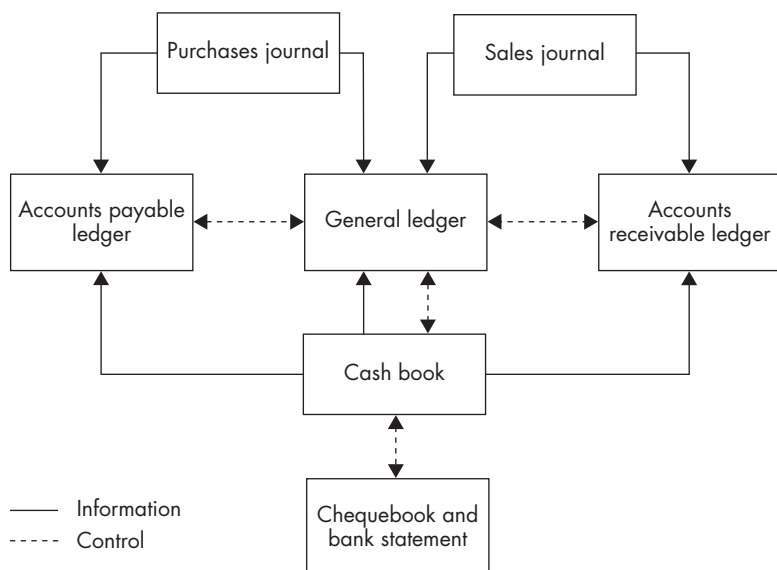 Purchases journal
Sales journal
Accounts payable
ledger
General ledger
Accounts
receivable ledger
Cash book
Chequebook and
bank statement
Information
Control